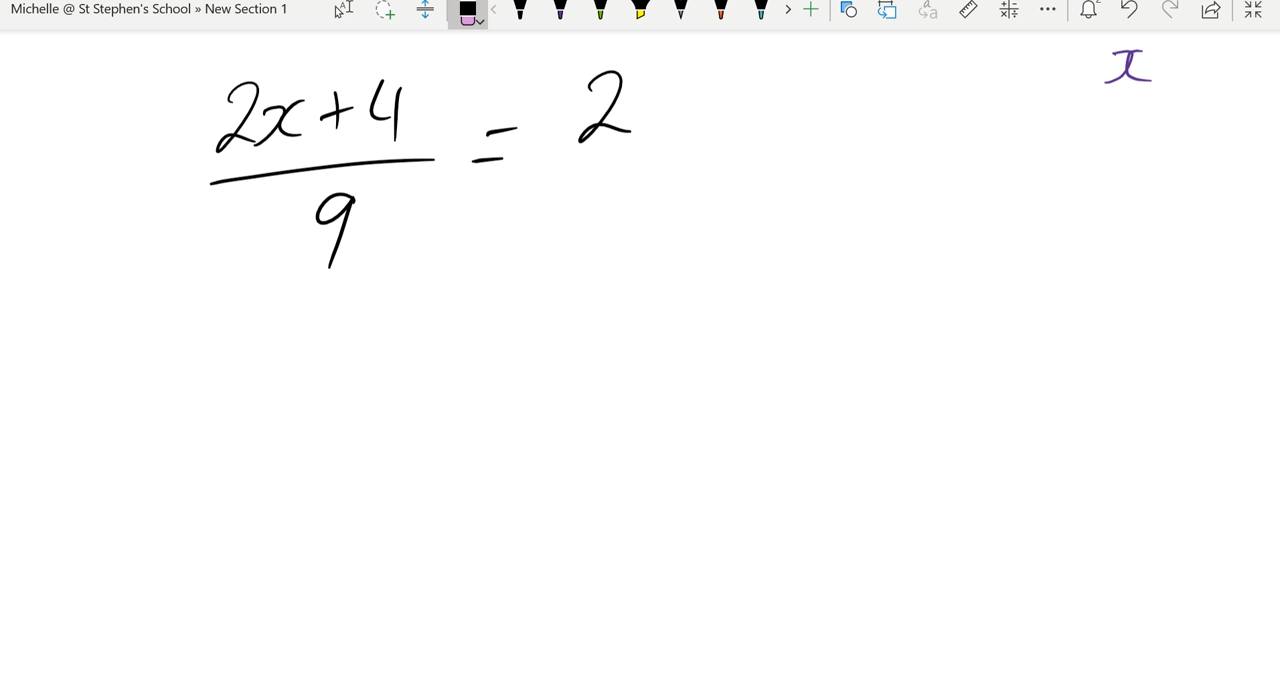 Michelle @ St Stephen's School » New Section 1
x
2x+4
= 2
9